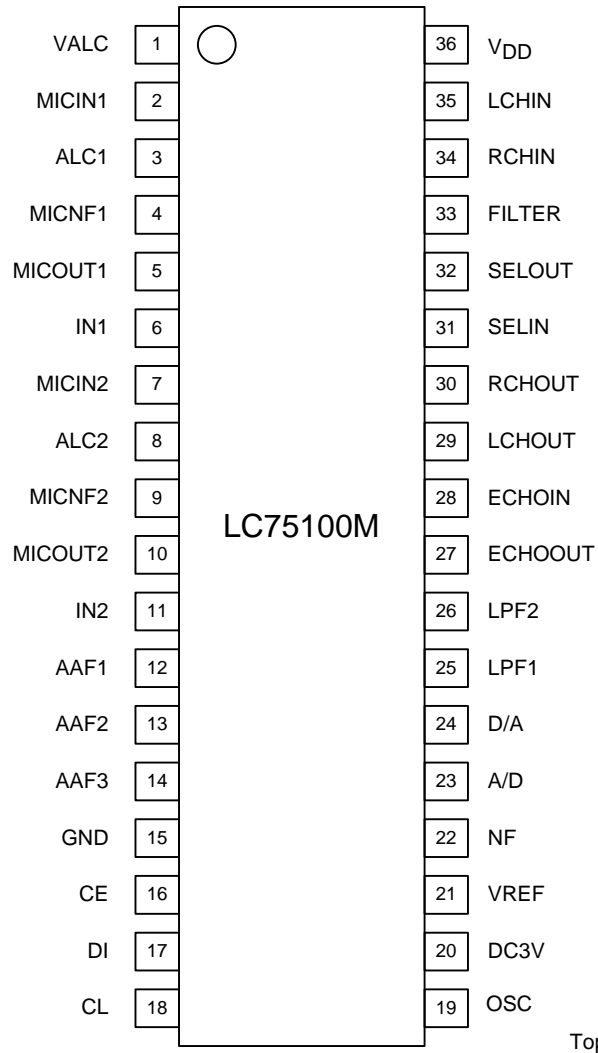 VALC 1 36 VDD
MICIN1 2 35 LCHIN
ALC1 3 34 RCHIN
MICNF1 4 33 FILTER
MICOUT1 5 32 SELOUT
IN1 6 31 SELIN
MICIN2 7 30 RCHOUT
ALC2 8 29 LCHOUT
MICNF2 9 28 ECHOIN
LC75100M
MICOUT2 10 27 ECHOOUT
IN2 11 26 LPF2
AAF1 12 25 LPF1
AAF2 13 24 D/A
AAF3 14 23 A/D
GND 15 22 NF
CE 16 21 VREF
DI 17 20 DC3V
CL 18 19 OSC
Top